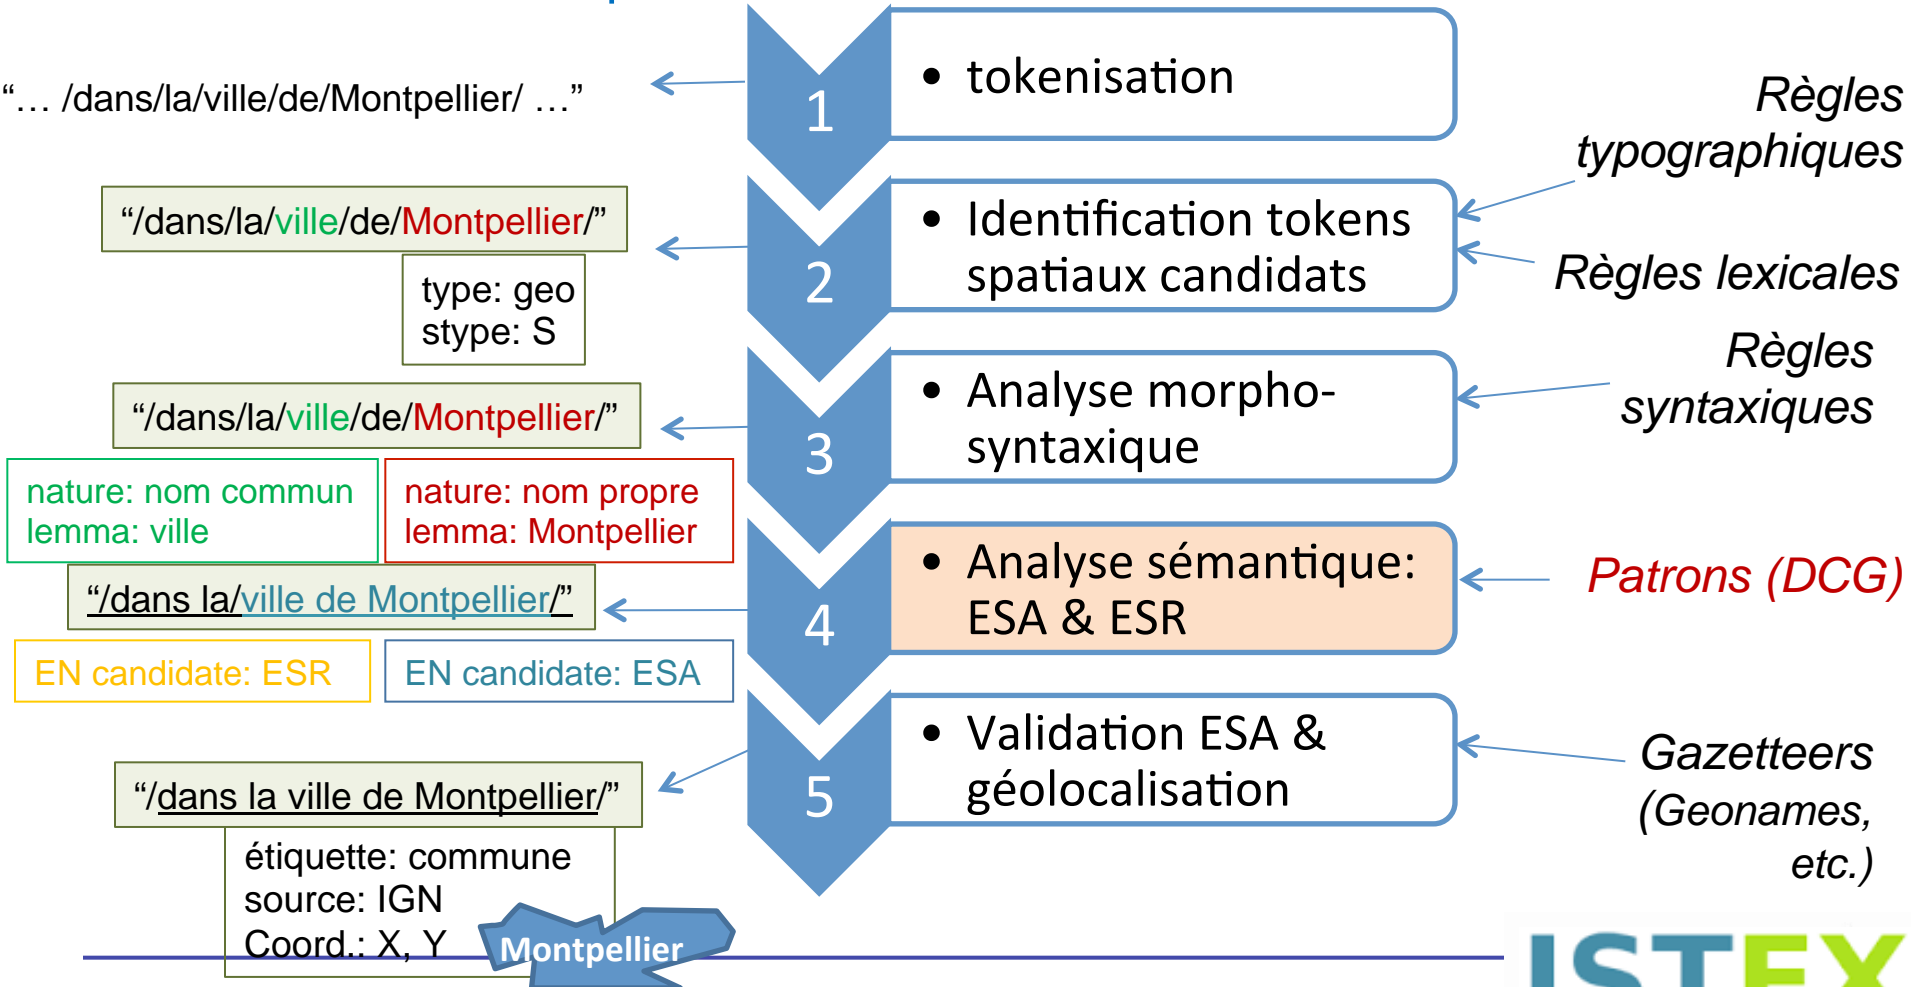 “… /dans/la/ville/de/Montpellier/ …”
1
• tokenisation
Règles
typographiques
“/dans/la/ville/de/Montpellier/”
type: geo
stype: S
2
• Identification tokens
spatiaux candidats
Règles lexicales
“/dans/la/ville/de/Montpellier/”
nature: nom commun
lemma: ville
nature: nom propre
lemma: Montpellier
3
• Analyse morpho-
syntaxique
Règles
syntaxiques
“/dans la/ville de Montpellier/”
EN candidate: ESR
EN candidate: ESA
4
• Analyse sémantique:
ESA & ESR
Patrons (DCG)
“/dans la ville de Montpellier/”
étiquette: commune
source: IGN
Coord.: X, Y
Montpellier
5
• Validation ESA &
géolocalisation
Gazetteers
(Geonames,
etc.)
ISTEX